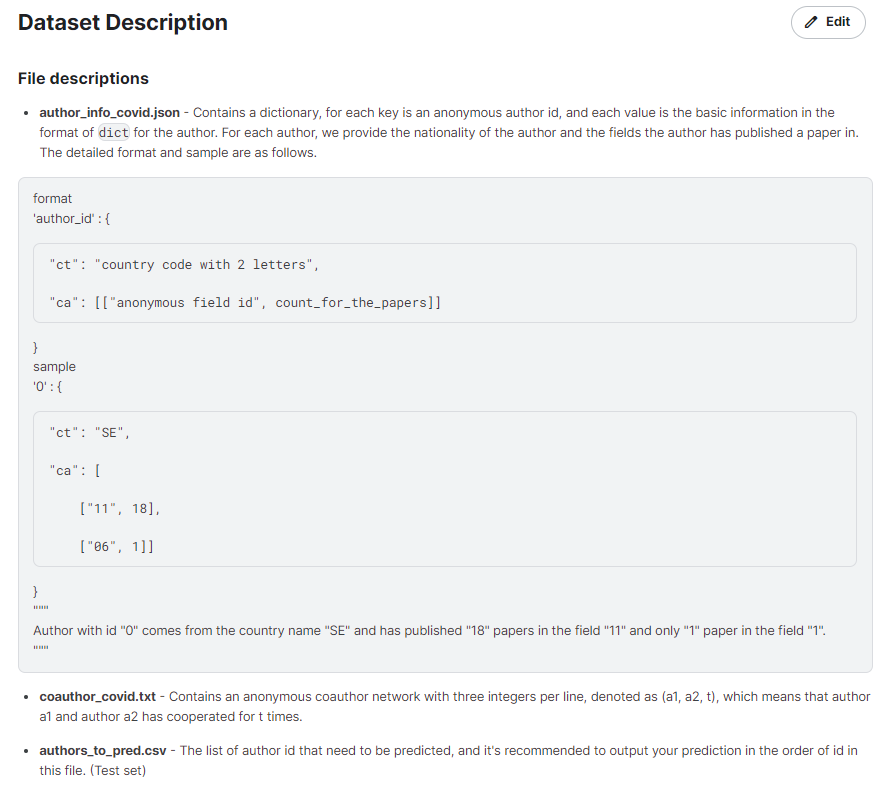 Dataset Description
Edit
File descriptions
• author_info_covid.json - Contains a dictionary, for each key is an anonymous author id, and each value is the basic information in the
format of dict for the author. For each author, we provide the nationality of the author and the fields the author has published a paper in.
The detailed format and sample are as follows.
format
'author_id' : {
"ct": "country code with 2 letters",
"ca": [["anonymous field id", count_for_the_papers]]
}
sample
'0' : {
"ct": "SE",
"ca": [
["11", 18],
["06", 1]]
}
"""
Author with id "0" comes from the country name "SE" and has published "18" papers in the field "11" and only "1" paper in the field "1".
"""
• coauthor_covid.txt - Contains an anonymous coauthor network with three integers per line, denoted as (a1, a2, t), which means that author
a1 and author a2 has cooperated for t times.
• authors_to_pred.csv - The list of author id that need to be predicted, and it's recommended to output your prediction in the order of id in
this file. (Test set)